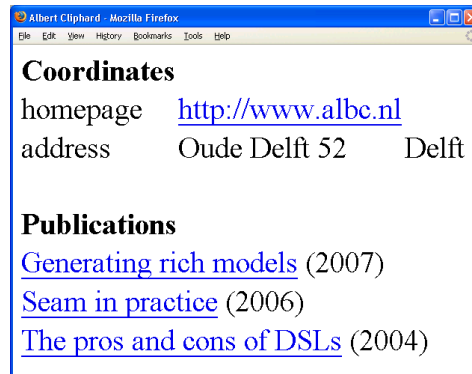 Albert Cliphard - Mozilla Firefox
File Edit View History Bookmarks Tools Help
Coordinates
homepage http://www.albc.nl
address Oude Delft 52 Delft
Publications
Generating rich models (2007)
Seam in practice (2006)
The pros and cons of DSLs (2004)